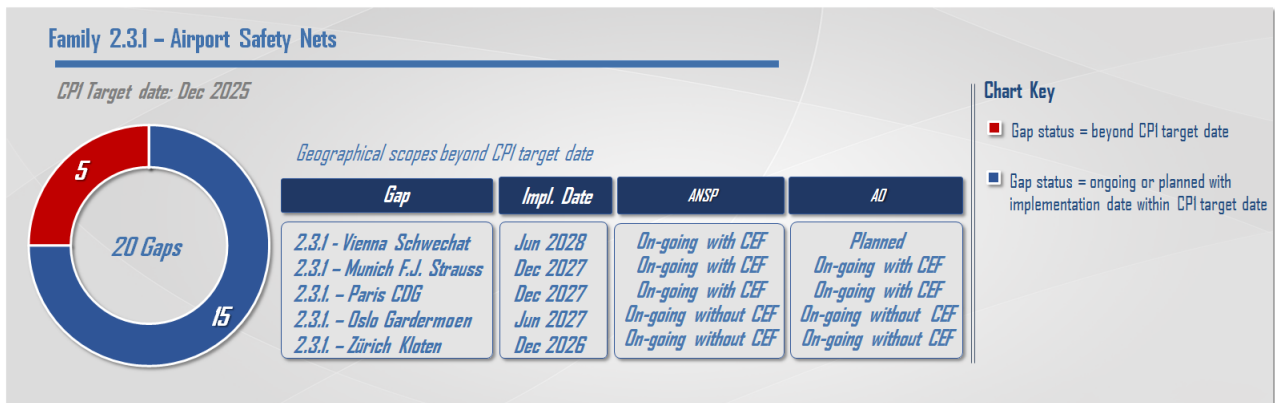 Family 2.3.1 – Airport Safety Nets
CPI Target date: Dec 2025
5
20 Gaps
15
Geographical scopes beyond CPI target date
Gap Impl. Date ANSP AO
2.3.1 - Vienna Schwechat Jun 2028 On-going with CEF Planned
2.3.1 – Munich F.J. Strauss Dec 2027 On-going with CEF On-going with CEF
2.3.1. – Paris CDG Dec 2027 On-going with CEF On-going with CEF
2.3.1. – Oslo Gardermoen Jun 2027 On-going without CEF On-going without CEF
2.3.1. – Zürich Kloten Dec 2026 On-going without CEF On-going without CEF
Chart Key
Gap status = beyond CPI target date
Gap status = ongoing or planned with
implementation date within CPI target date